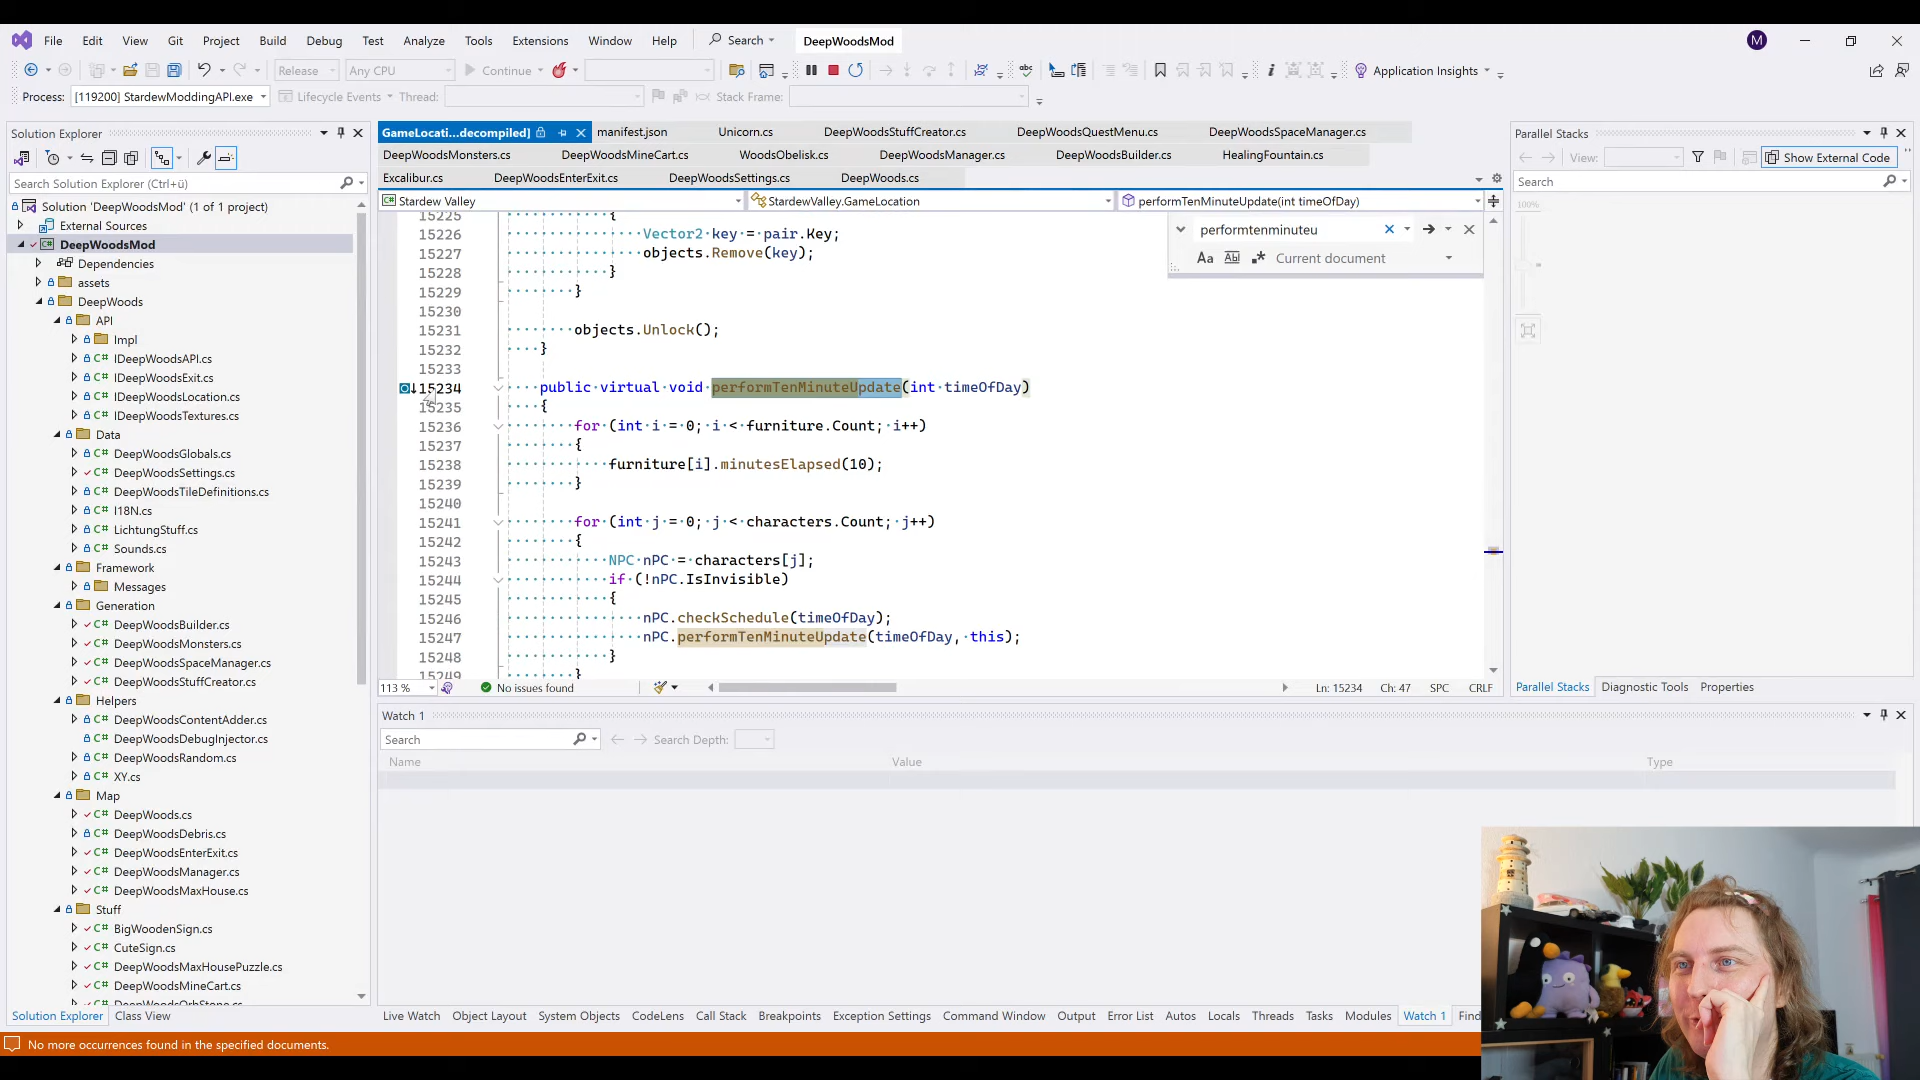 File Edit View Git Project Build Debug Test Analyze Tools Extensions Window Help Search DeepWoodsMod M
Release Any CPU Continue Application Insights
Process: [119200] StardewModdingAPI.exe Lifecycle Events Thread: Stack Frame:
Solution Explorer
Search Solution Explorer (Ctrl+ü)
Solution 'DeepWoodsMod' (1 of 1 project)
External Sources
DeepWoodsMod
Dependencies
assets
DeepWoods
API
Impl
IDeepWoodsAPI.cs
IDeepWoodsExit.cs
IDeepWoodsLocation.cs
IDeepWoodsTextures.cs
Data
DeepWoodsGlobals.cs
DeepWoodsSettings.cs
DeepWoodsTileDefinitions.cs
I18N.cs
LichtungStuff.cs
Sounds.cs
Framework
Messages
Generation
DeepWoodsBuilder.cs
DeepWoodsMonsters.cs
DeepWoodsSpaceManager.cs
DeepWoodsStuffCreator.cs
Helpers
DeepWoodsContentAdder.cs
DeepWoodsDebugInjector.cs
DeepWoodsRandom.cs
XY.cs
Map
DeepWoods.cs
DeepWoodsDebris.cs
DeepWoodsEnterExit.cs
DeepWoodsManager.cs
DeepWoodsMaxHouse.cs
Stuff
BigWoodenSign.cs
CuteSign.cs
DeepWoodsMaxHousePuzzle.cs
DeepWoodsMineCart.cs
DeepWoodsOrbStone.cs
Solution Explorer Class View
GameLocati...decompiled] manifest.json Unicorn.cs DeepWoodsStuffCreator.cs DeepWoodsQuestMenu.cs DeepWoodsSpaceManager.cs
DeepWoodsMonsters.cs DeepWoodsMineCart.cs WoodsObelisk.cs DeepWoodsManager.cs DeepWoodsBuilder.cs HealingFountain.cs
Excalibur.cs DeepWoodsEnterExit.cs DeepWoodsSettings.cs DeepWoods.cs
Stardew Valley StardewValley.GameLocation performTenMinuteUpdate(int timeOfDay)
performtenminuteu
Aa Ab Current document
15225 {
15226 Vector2 key = pair.Key;
15227 objects.Remove(key);
15228 }
15229 }
15230
15231 objects.Unlock();
15232 }
15233
15234 public virtual void performTenMinuteUpdate(int timeOfDay)
15235 {
15236 for (int i = 0; i < furniture.Count; i++)
15237 {
15238 furniture[i].minutesElapsed(10);
15239 }
15240
15241 for (int j = 0; j < characters.Count; j++)
15242 {
15243 NPC nPC = characters[j];
15244 if (!nPC.IsInvisible)
15245 {
15246 nPC.checkSchedule(timeOfDay);
15247 nPC.performTenMinuteUpdate(timeOfDay, this);
15248 }
15249 }
113 % No issues found Ln: 15234 Ch: 47 SPC CRLF
Parallel Stacks
View: Show External Code
Search
100%
Parallel Stacks Diagnostic Tools Properties
Watch 1
Search Search Depth:
Name Value Type
Live Watch Object Layout System Objects CodeLens Call Stack Breakpoints Exception Settings Command Window Output Error List Autos Locals Threads Tasks Modules Watch 1 Find
No more occurrences found in the specified documents.